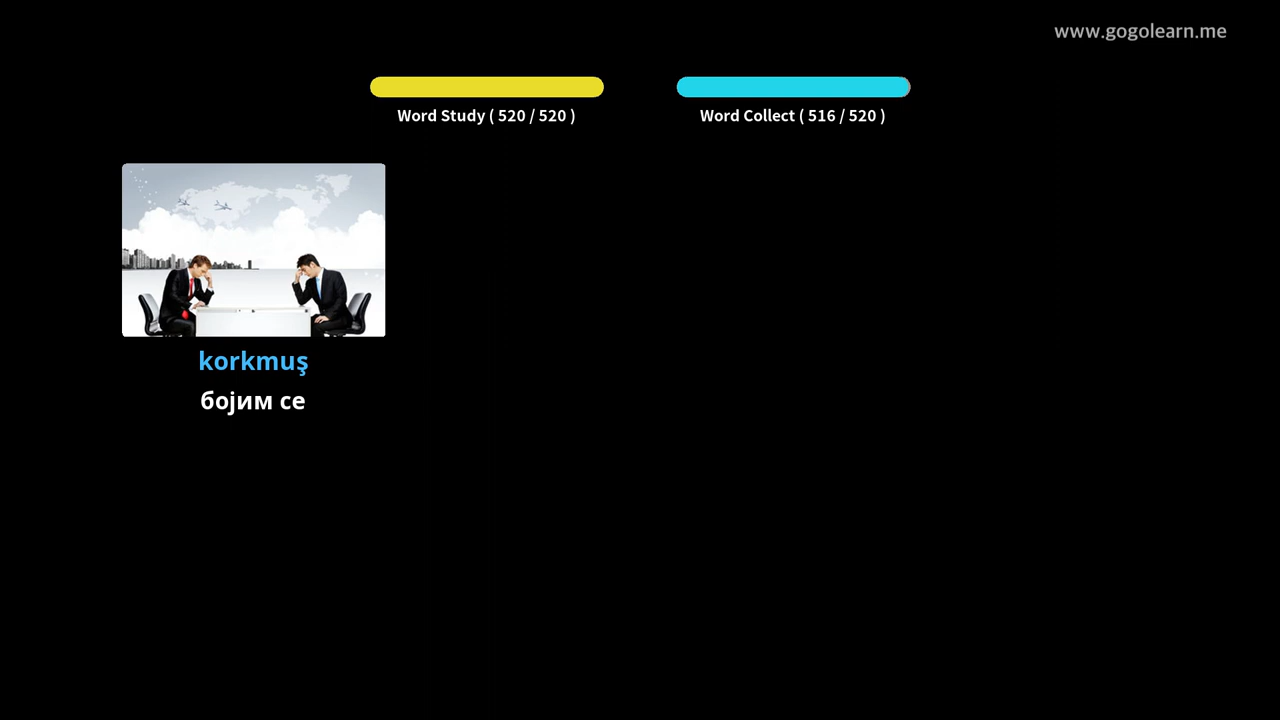 www.gogolearn.me
Word Study ( 520 / 520 )
Word Collect ( 516 / 520 )
korkmuş
бојим се